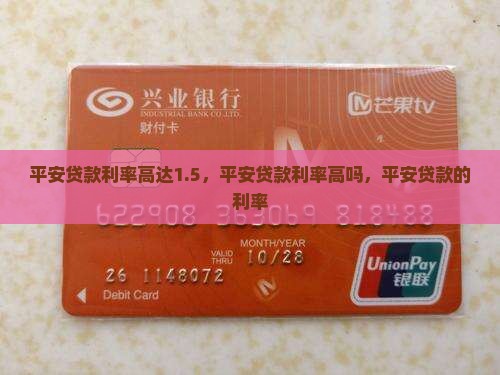 兴业银行
INDUSTRIAL BANK CO.,LTD.
财付卡
芒果tv
平安贷款利率高达1.5，平安贷款利率高吗，平安贷款的
利率
MONTH/YEAR
VALID
THRU
10/28
26 1148072
Debit Card
UnionPay
银联